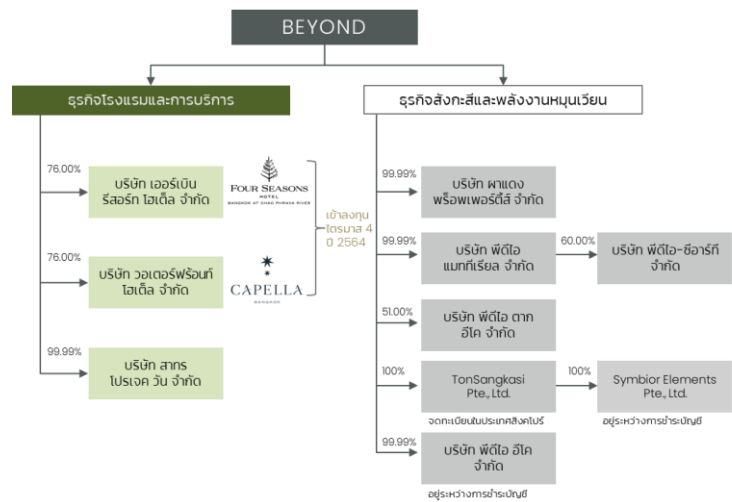 BEYOND
ธุรกิจโรงแรมและการบริการ
76.00%
บริษัท เออร์เบิน
รีสอร์ท โฮเต็ล จำกัด
FOUR SEASONS
HOTEL
BANGKOK AT CHAO PHRAYA RIVER
76.00%
บริษัท วอเตอร์ฟร้อนท์
โฮเต็ล จำกัด
CAPELLA
BANGKOK
เข้าลงทุน
ไตรมาส 4
ปี 2564
99.99%
บริษัท สาทร
โปรเจค วัน จำกัด
ธุรกิจสังกะสีและพลังงานหมุนเวียน
99.99%
บริษัท ผาแดง
พร็อพเพอร์ตี้ส์ จำกัด
99.99%
บริษัท พีดีไอ
แมททีเรียล จำกัด
60.00%
บริษัท พีดีไอ-ซีอาร์ที
จำกัด
51.00%
บริษัท พีดีไอ ตาก
อีโค จำกัด
100%
TonSangkasi
Pte., Ltd.
จดทะเบียนในประเทศสิงคโปร์
100%
Symbior Elements
Pte., Ltd.
อยู่ระหว่างการชำระบัญชี
99.99%
บริษัท พีดีไอ อีโค
จำกัด
อยู่ระหว่างการชำระบัญชี